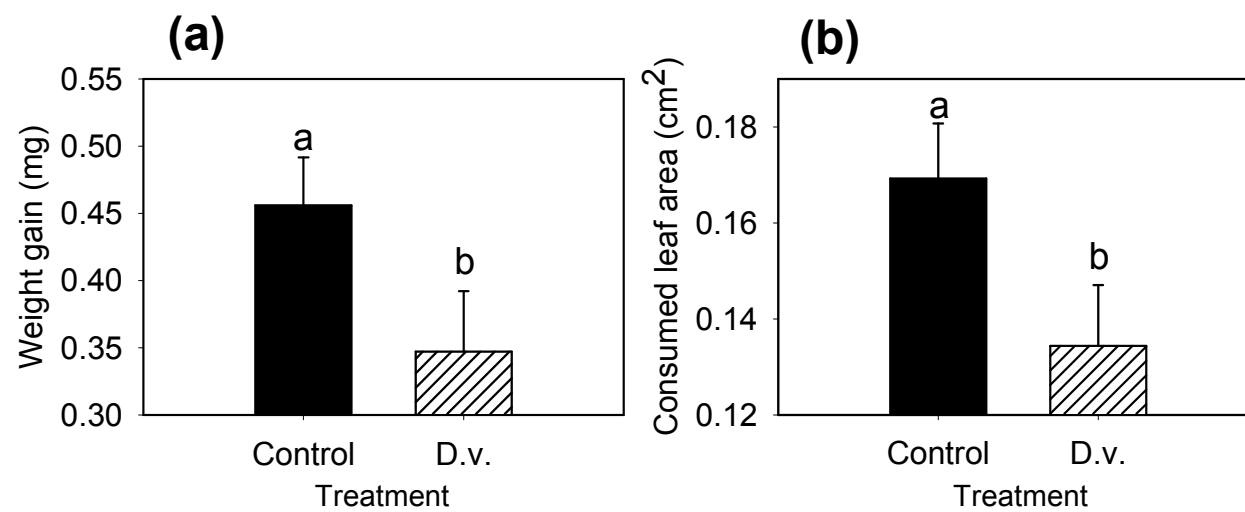 (a)
Weight gain (mg)
0.55
0.50
0.45
0.40
0.35
0.30
a
b
Control D.v.
Treatment
(b)
Consumed leaf area (cm²)
0.18
0.16
0.14
0.12
a
b
Control D.v.
Treatment